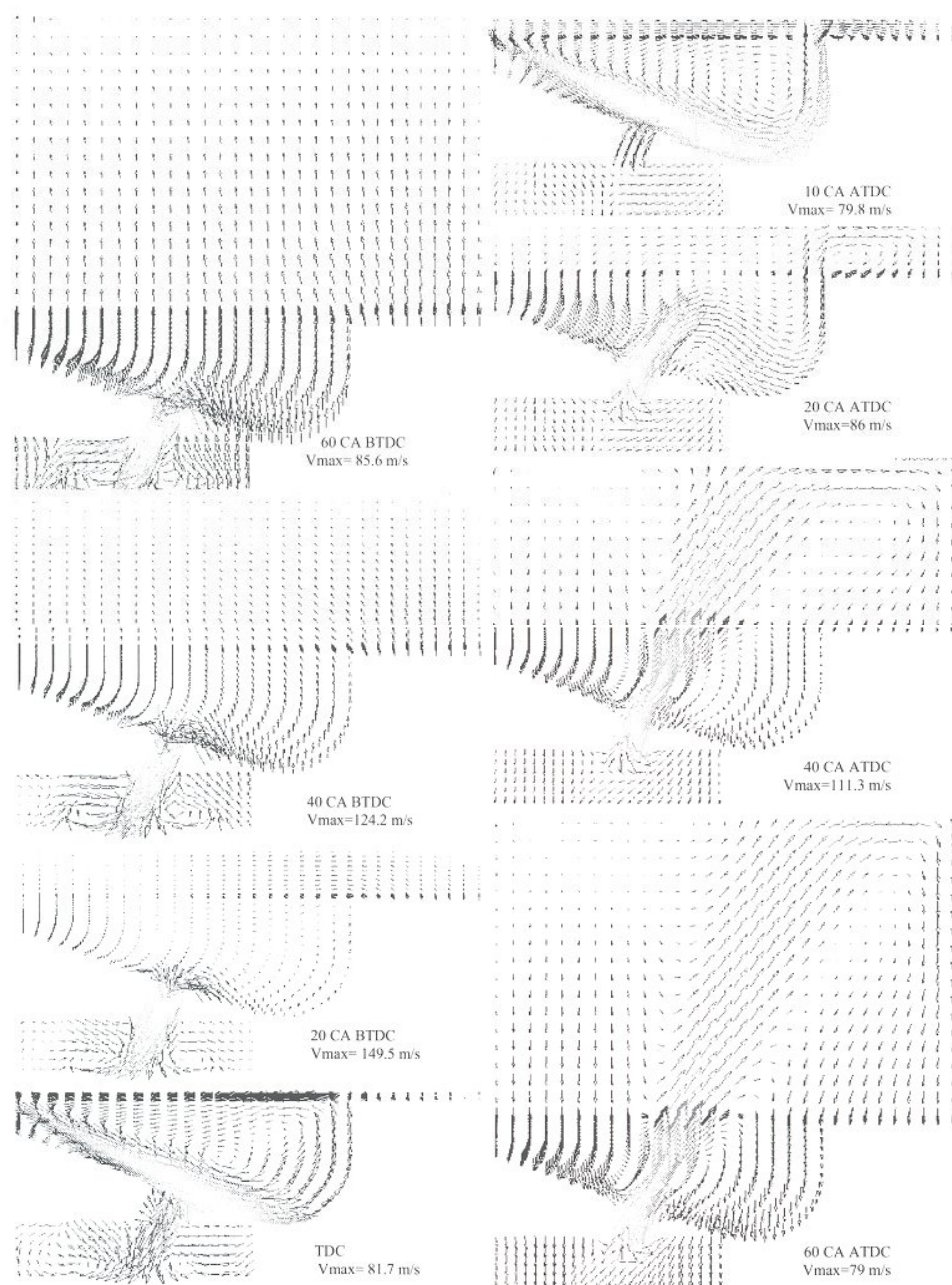 60 CA BTDC
Vmax= 85.6 m/s
40 CA BTDC
Vmax=124.2 m/s
20 CA BTDC
Vmax= 149.5 m/s
TDC
Vmax= 81.7 m/s
10 CA ATDC
Vmax= 79.8 m/s
20 CA ATDC
Vmax=86 m/s
40 CA ATDC
Vmax=111.3 m/s
60 CA ATDC
Vmax=79 m/s